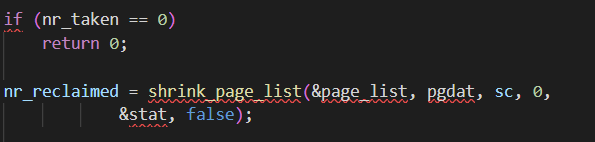 if (nr_taken == 0)
return 0;
nr_reclaimed = shrink_page_list(&page_list, pgdat, sc, 0,
&stat, false);